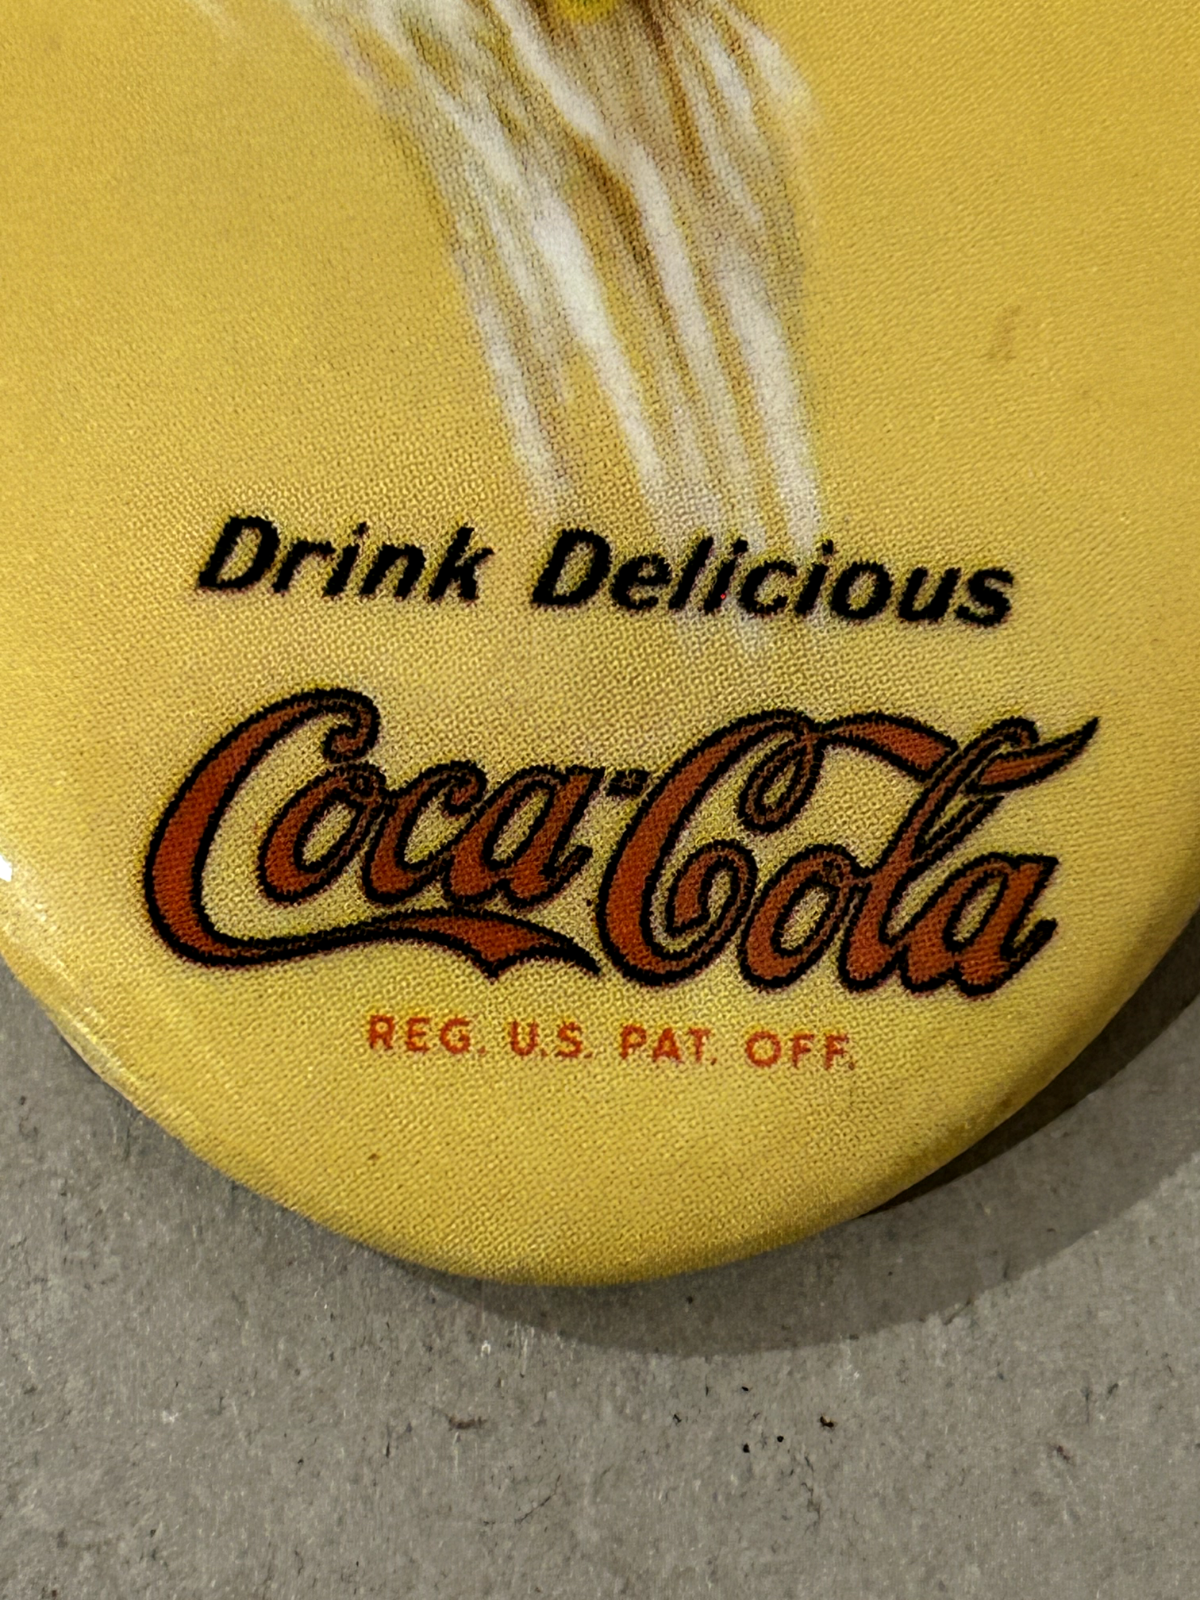 Drink Delicious
Coca-Cola
REG. U.S. PAT. OFF.